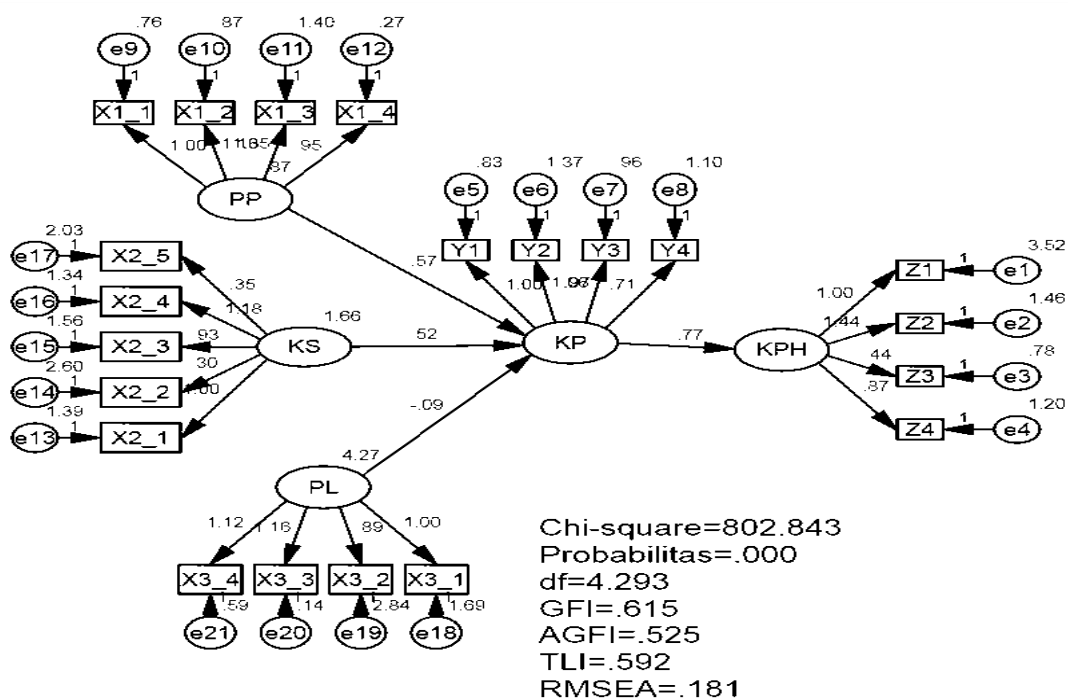 .76 .87 1.40 .27
e9 e10 e11 e12
1 1 1 1
X1_1 X1_2 X1_3 X1_4
1.00 .95
.87
PP
.83 1.37 .96 1.10
e5 e6 e7 e8
1 1 1 1
Y1 Y2 Y3 Y4
1.00 .71
.57
2.03
e17 1 X2_5
1.34
e16 1 X2_4
1.56
e15 1 X2_3
2.60
e14 1 X2_2
1.39
e13 1 X2_1
.35
1.18
.93
.30
1.00
1.66
KS
.52
KP
.77
KPH
1.00
1.44
.44
.87
3.52
Z1 1 e1
1.46
Z2 1 e2
.78
Z3 1 e3
1.20
Z4 1 e4
-.09
4.27
PL
1.12 1.16 .89 1.00
X3_4 X3_3 X3_2 X3_1
.59 .14 2.84 1.69
e21 e20 e19 e18
Chi-square=802.843
Probabilitas=.000
df=4.293
GFI=.615
AGFI=.525
TLI=.592
RMSEA=.181